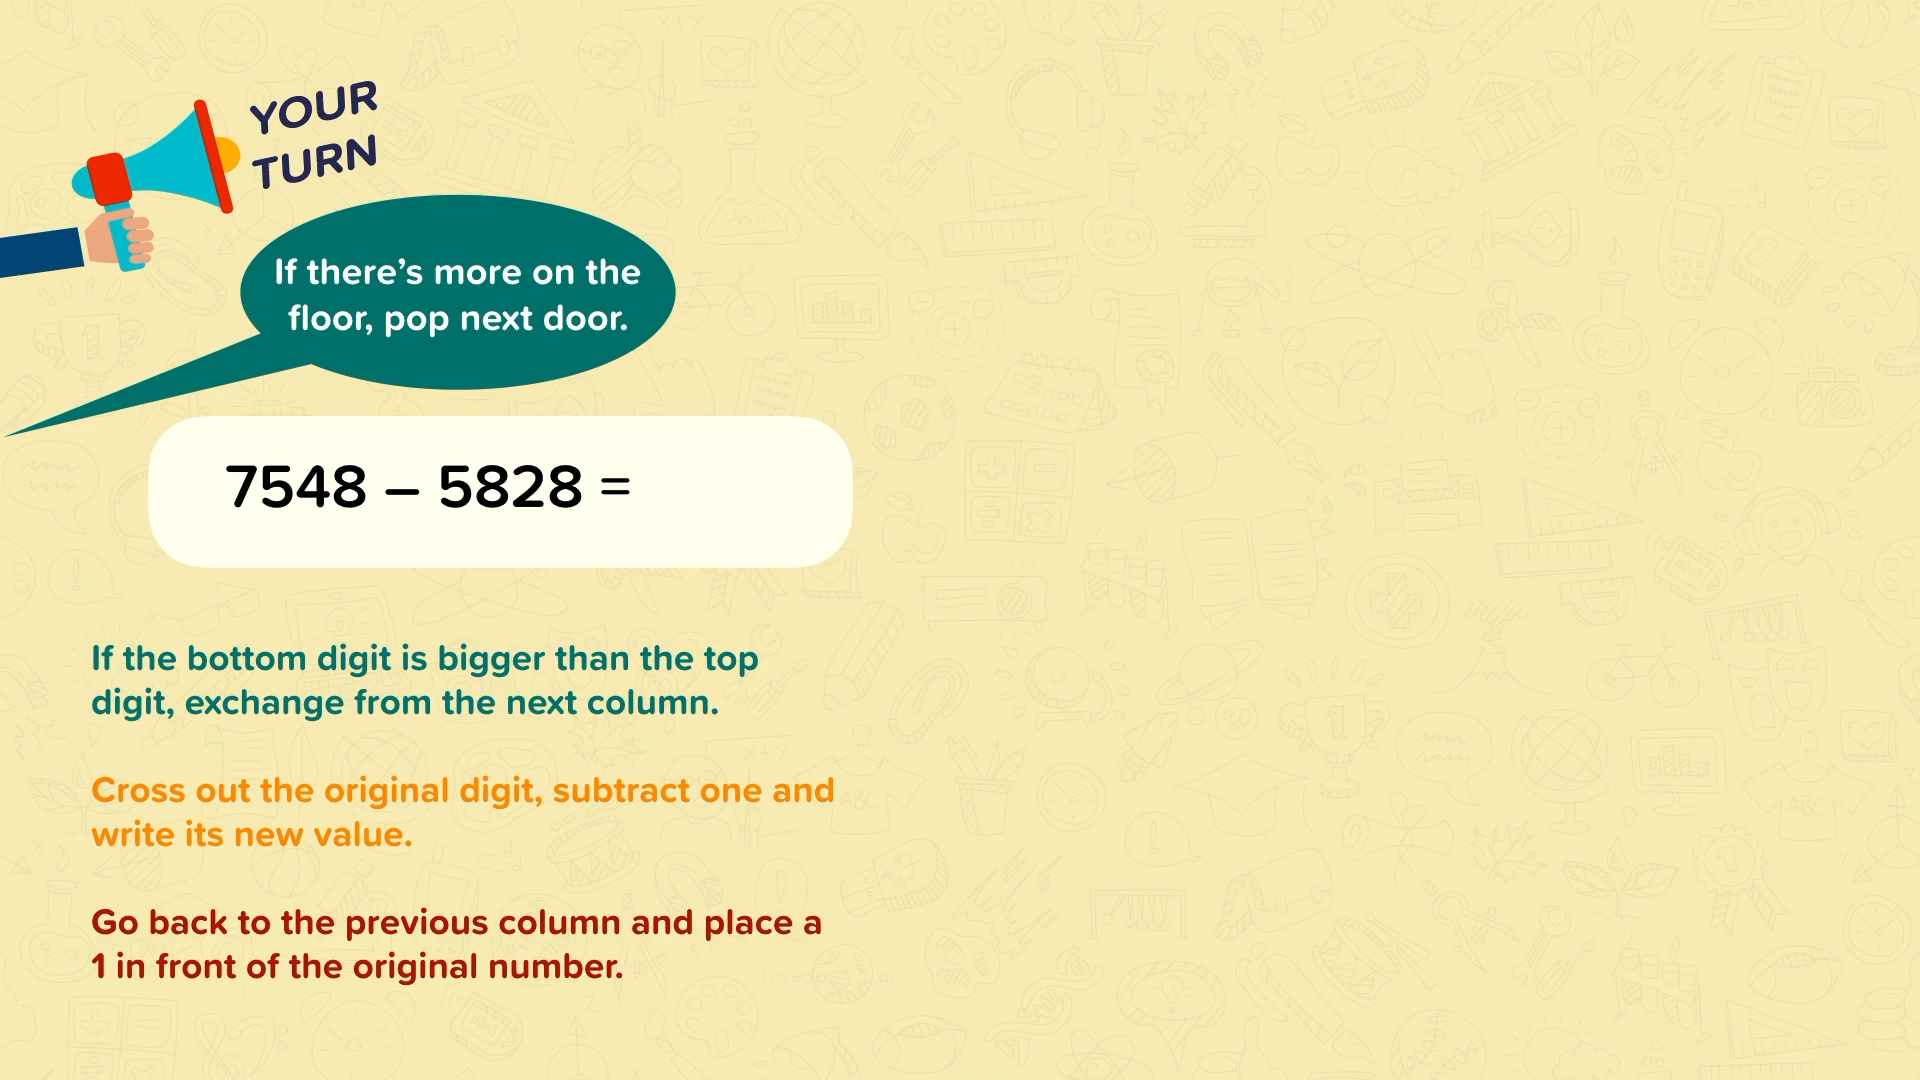 YOUR
TURN
If there’s more on the
floor, pop next door.
7548 – 5828 =
If the bottom digit is bigger than the top
digit, exchange from the next column.
Cross out the original digit, subtract one and
write its new value.
Go back to the previous column and place a
1 in front of the original number.